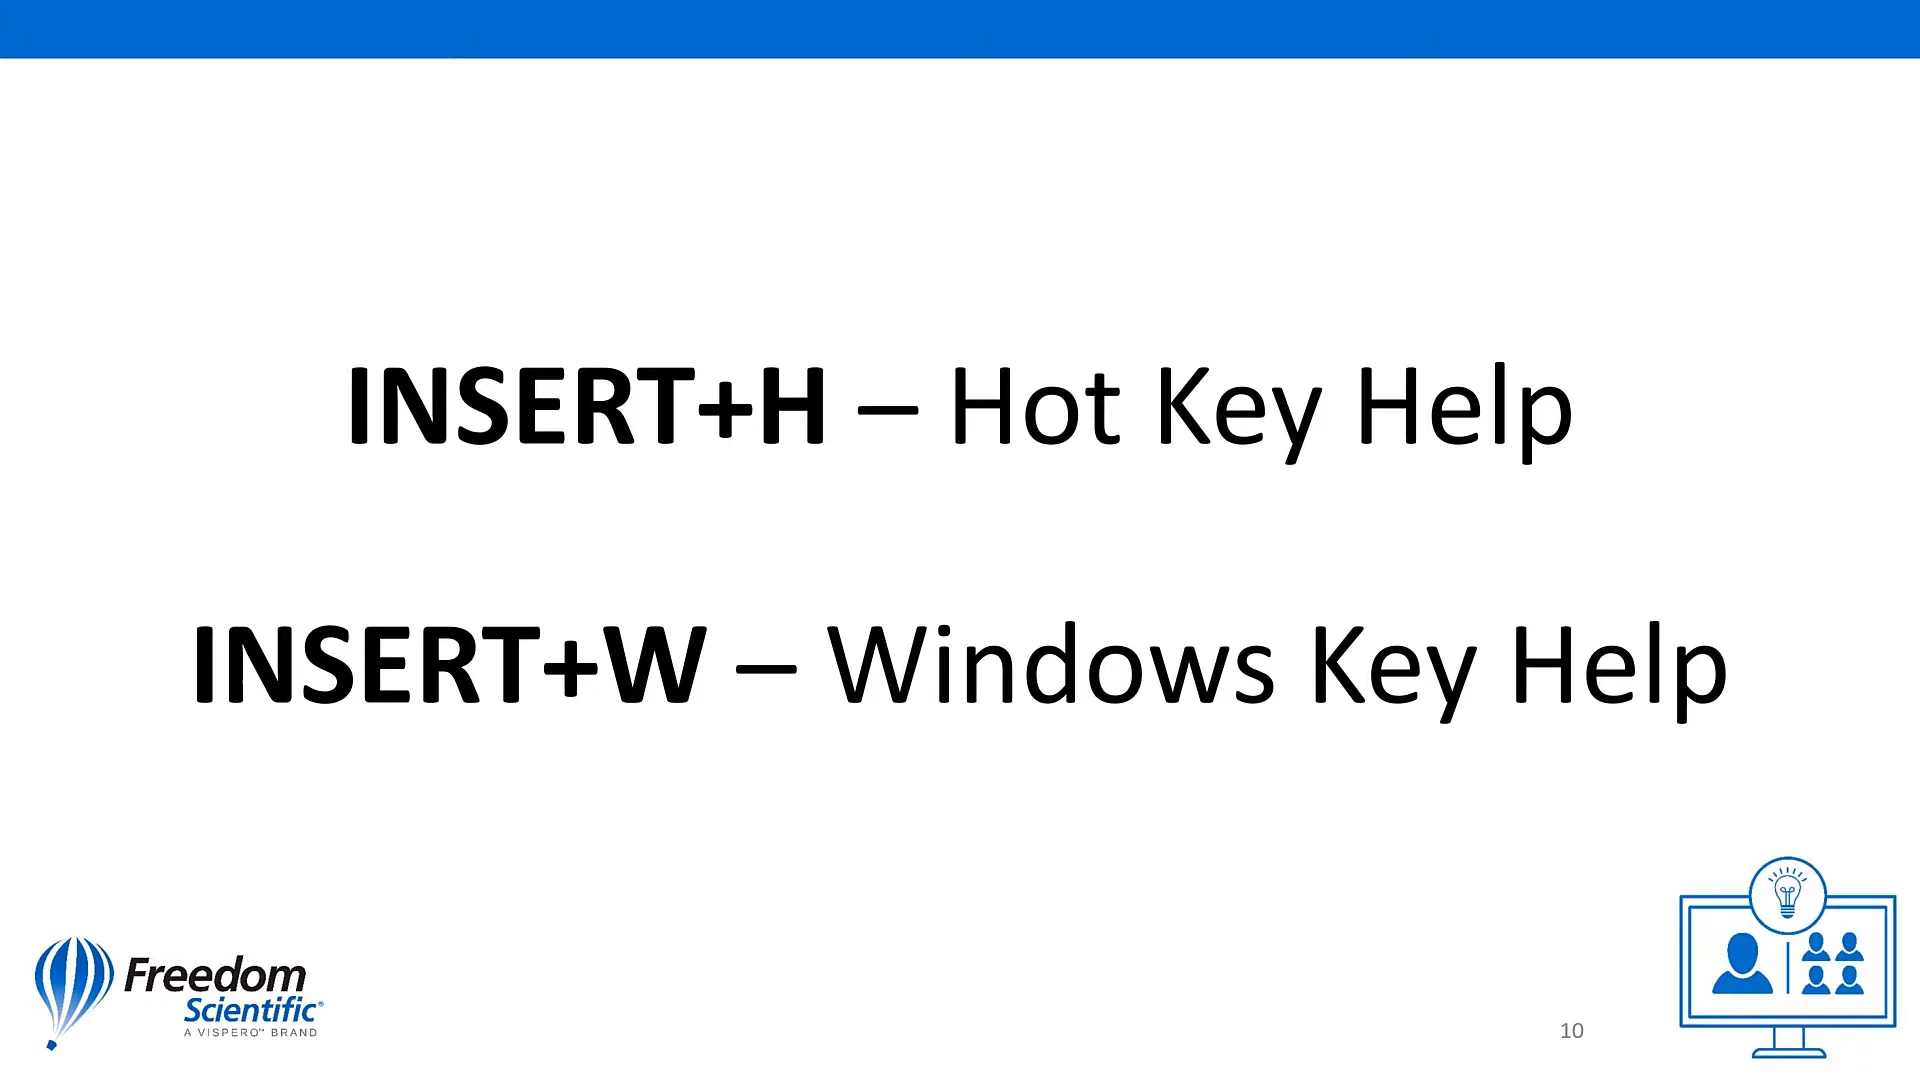 INSERT+H – Hot Key Help
INSERT+W – Windows Key Help
Freedom
Scientific®
A VISPERO™ BRAND
10